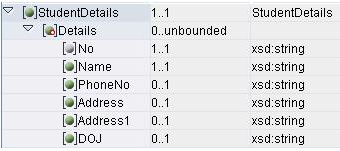 StudentDetails 1..1 StudentDetails
Details 0..unbounded
No 1..1 xsd:string
Name 1..1 xsd:string
PhoneNo 0..1 xsd:string
Address 0..1 xsd:string
Address1 0..1 xsd:string
DOJ 0..1 xsd:string